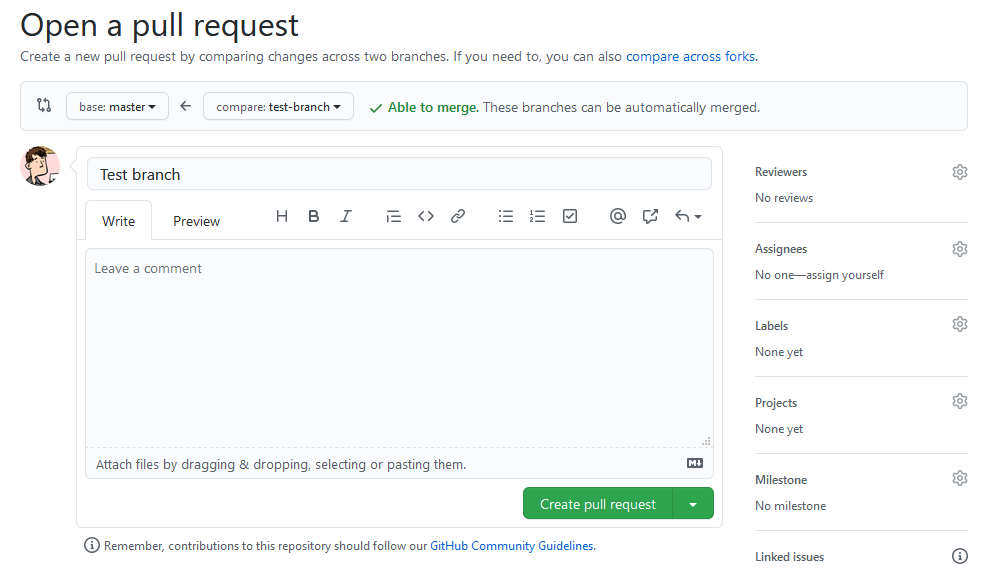 Open a pull request
Create a new pull request by comparing changes across two branches. If you need to, you can also compare across forks.
base: master compare: test-branch Able to merge. These branches can be automatically merged.
Test branch
Write Preview
Leave a comment
Attach files by dragging & dropping, selecting or pasting them.
Create pull request
Remember, contributions to this repository should follow our GitHub Community Guidelines.
Reviewers
No reviews
Assignees
No one—assign yourself
Labels
None yet
Projects
None yet
Milestone
No milestone
Linked issues